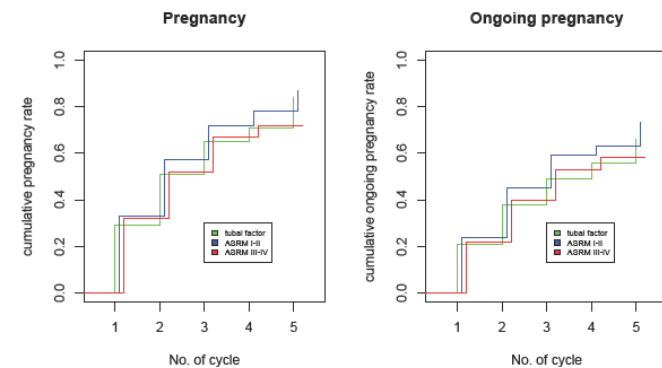 Pregnancy
cumulative pregnancy rate
1.0
0.8
0.6
0.4
0.2
0.0
tubal factor
ASRM I-II
ASRM III-IV
1 2 3 4 5
No. of cycle
Ongoing pregnancy
cumulative ongoing pregnancy rate
1.0
0.8
0.6
0.4
0.2
0.0
tubal factor
ASRM I-II
ASRM III-IV
1 2 3 4 5
No. of cycle